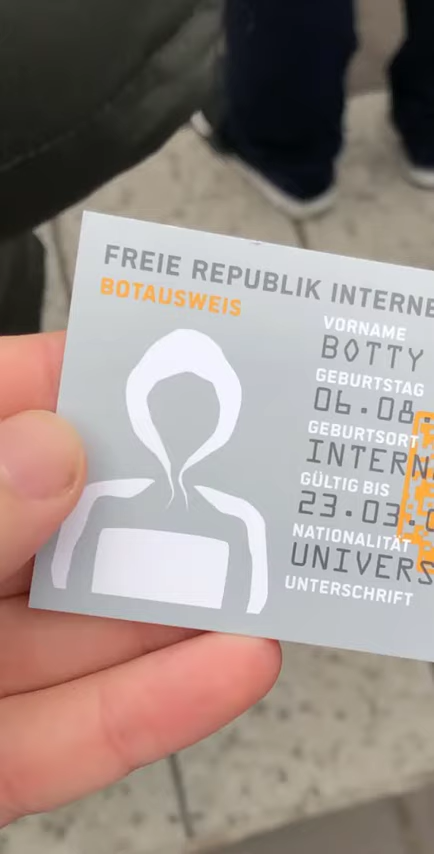 FREIE REPUBLIK INTERNE
BOTAUSWEIS
VORNAME
BOTTY
GEBURTSTAG
06.08.
GEBURTSORT
INTERN
GÜLTIG BIS
23.03.
NATIONALITÄT
UNIVERS
UNTERSCHRIFT